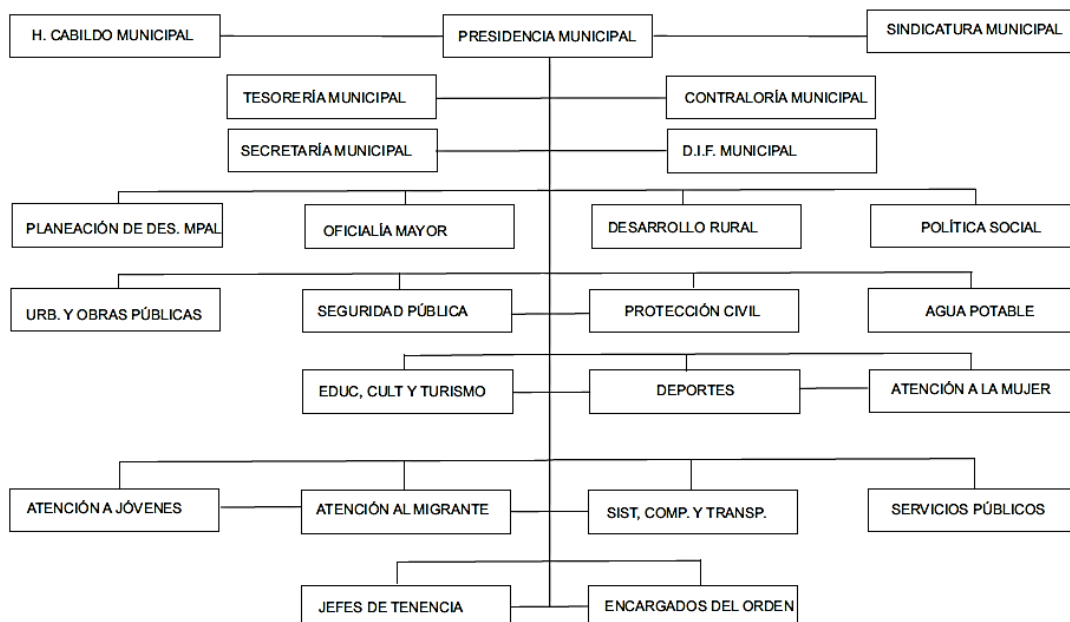 H. CABILDO MUNICIPAL
PRESIDENCIA MUNICIPAL
SINDICATURA MUNICIPAL
TESORERÍA MUNICIPAL
CONTRALORÍA MUNICIPAL
SECRETARÍA MUNICIPAL
D.I.F. MUNICIPAL
PLANEACIÓN DE DES. MPAL
OFICIALÍA MAYOR
DESARROLLO RURAL
POLÍTICA SOCIAL
URB. Y OBRAS PÚBLICAS
SEGURIDAD PÚBLICA
PROTECCIÓN CIVIL
AGUA POTABLE
EDUC, CULT Y TURISMO
DEPORTES
ATENCIÓN A LA MUJER
ATENCIÓN A JÓVENES
ATENCIÓN AL MIGRANTE
SIST, COMP. Y TRANSP.
SERVICIOS PÚBLICOS
JEFES DE TENENCIA
ENCARGADOS DEL ORDEN